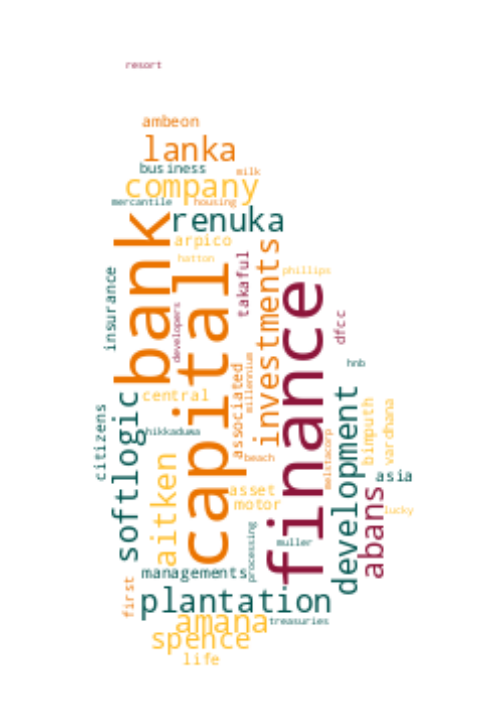 resort
ambeon
lanka
business
milk
company
mercantile
housing
bank
renuka
arpico
hatton
capital
investments
phillips
takaful
insurance
developers
finance
dfcc
millennium
hnb
associated
central
citizens
softlogic
hikkaduwa
development
bimputh
vardhana
aitken
beach
melstacorp
asia
asset
motor
abans
lucky
processing
muller
managements
first
plantation
amana
treasuries
spence
life